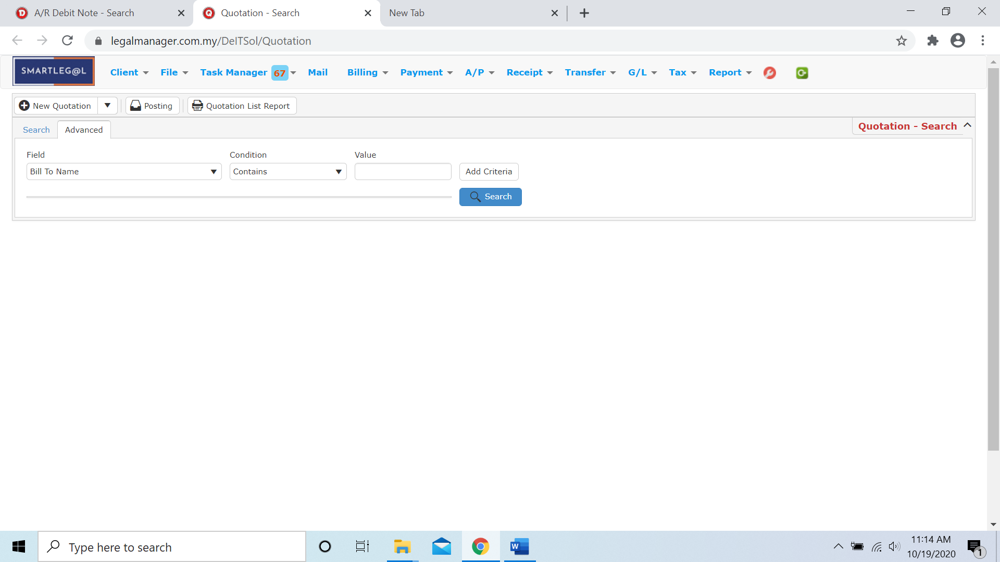 A/R Debit Note - Search
Quotation - Search
New Tab
legalmanager.com.my/DeITSol/Quotation
SMARTLEG@L
Client File Task Manager 67 Mail Billing Payment A/P Receipt Transfer G/L Tax Report
New Quotation Posting Quotation List Report
Search Advanced Quotation - Search
Field Condition Value
Bill To Name Contains Add Criteria
Search
Type here to search
W
11:14 AM
10/19/2020
1